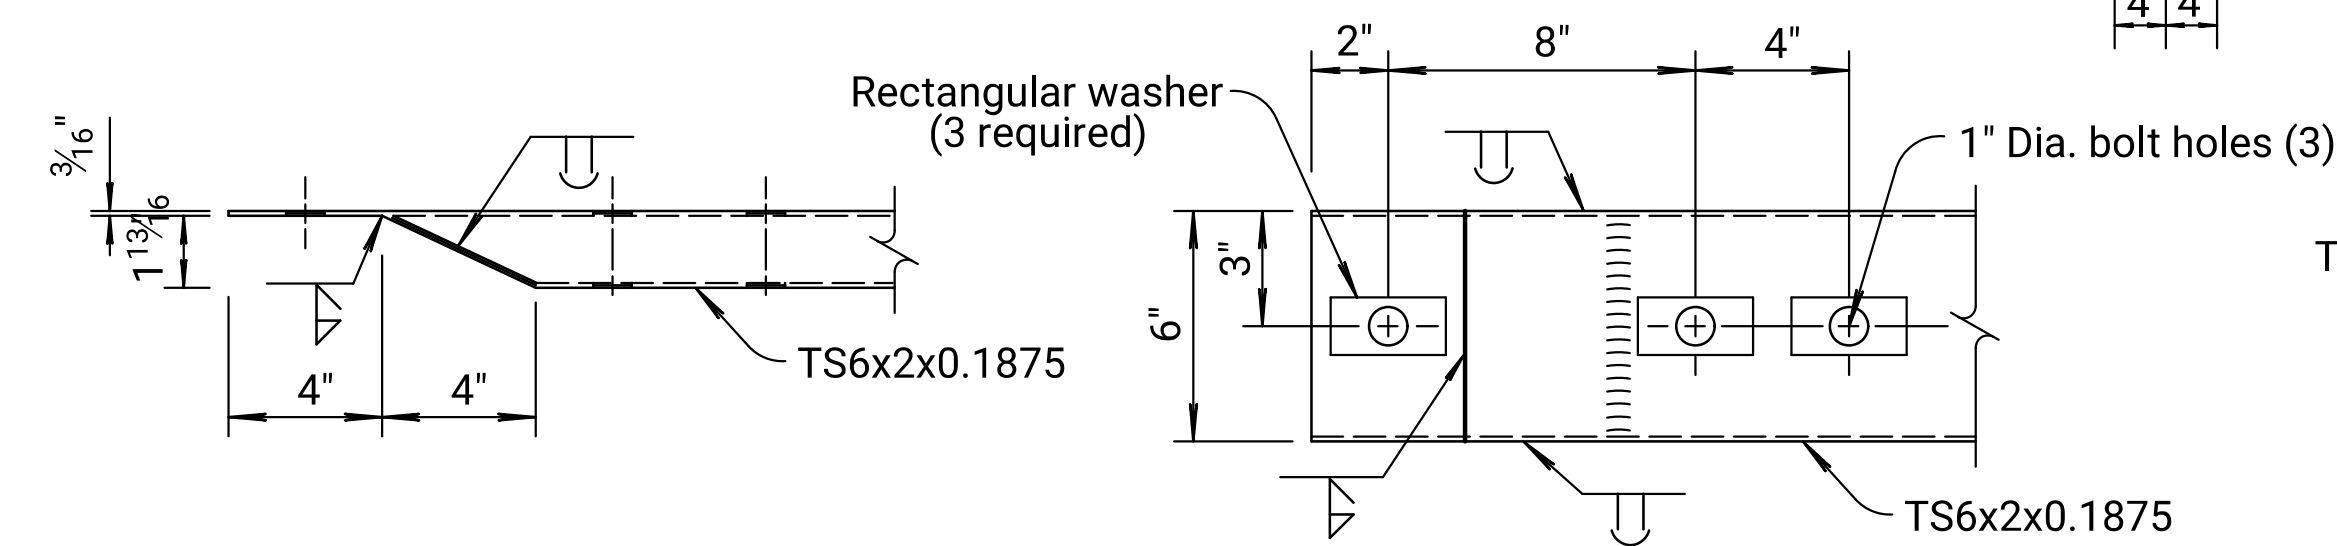 4 4
2" 8" 4"
Rectangular washer
(3 required)
1" Dia. bolt holes (3)
3/16"
1 13/16
3"
6"
T
TS6x2x0.1875
4" 4"
TS6x2x0.1875